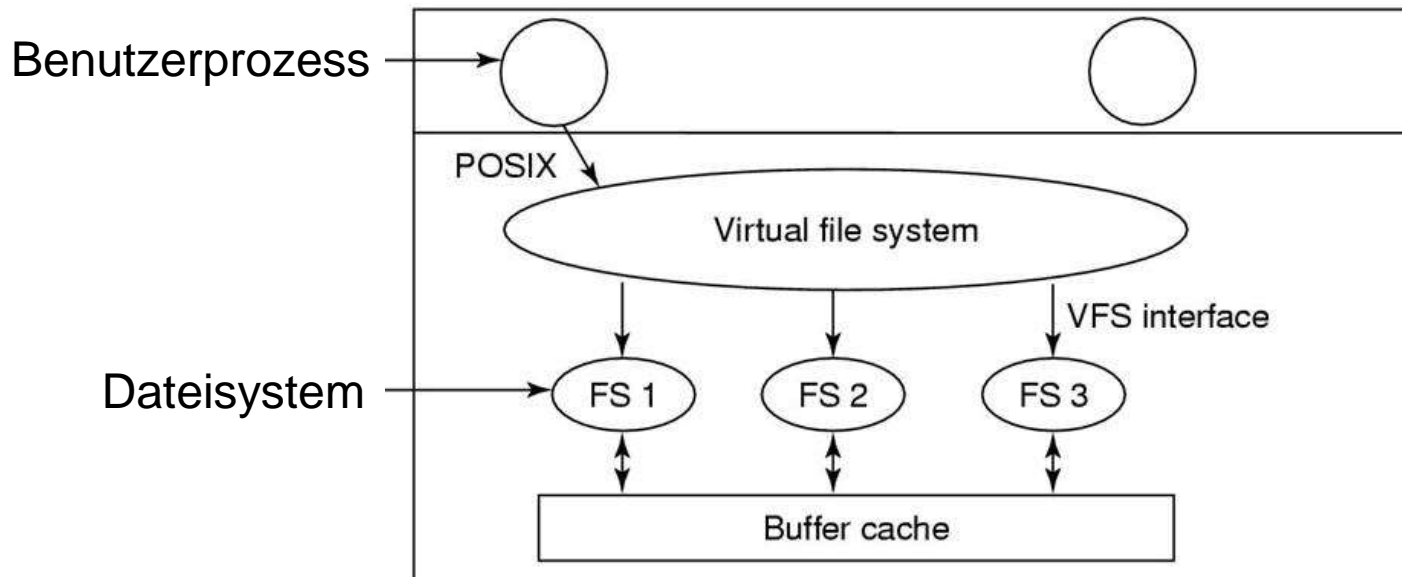 Benutzerprozess
POSIX
Virtual file system
VFS interface
Dateisystem
FS 1
FS 2
FS 3
Buffer cache